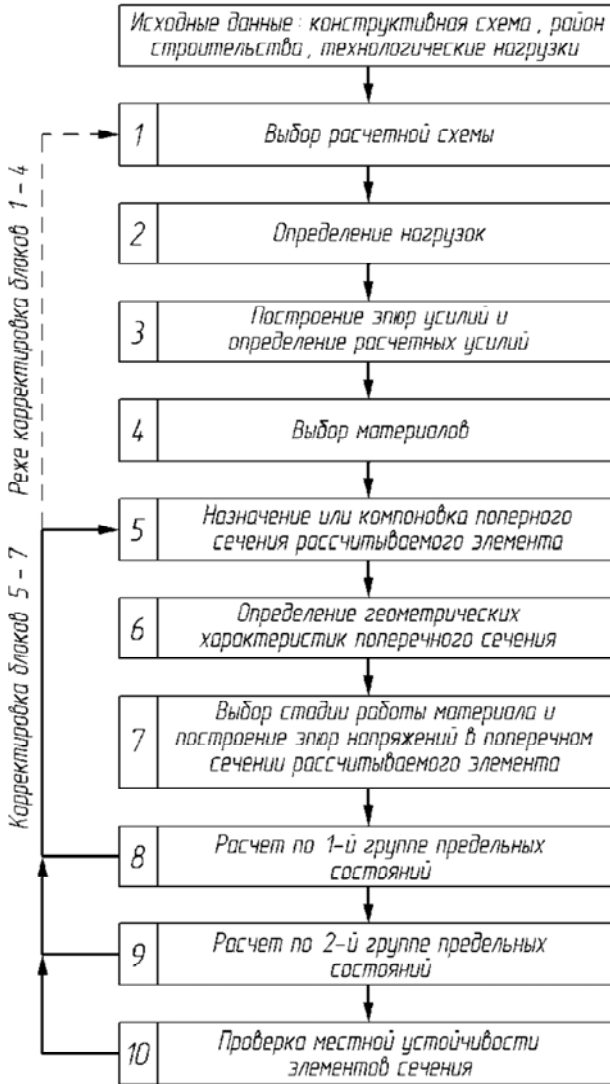 Исходные данные: конструктивная схема, район
строительства, технологические нагрузки
1
Выбор расчетной схемы
2
Определение нагрузок
3
Построение эпюр усилий и
определение расчетных усилий
4
Выбор материалов
5
Назначение или компоновка поперного
сечения рассчитываемого элемента
6
Определение геометрических
характеристик поперечного сечения
7
Выбор стадии работы материала и
построение эпюр напряжений в поперечном
сечении рассчитываемого элемента
8
Расчет по 1-й группе предельных
состояний
9
Расчет по 2-й группе предельных
состояний
10
Проверка местной устойчивости
элементов сечения
Реже корректировка блоков 1 - 4
Корректировка блоков 5 - 7